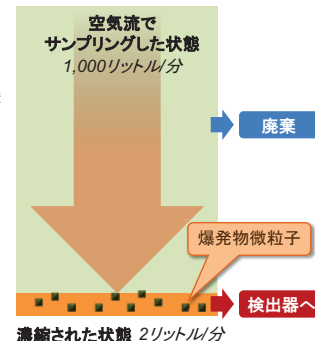 空気流で
サンプリングした状態
1,000リットル/分
廃棄
爆発物微粒子
検出器へ
濃縮された状態 2リットル/分